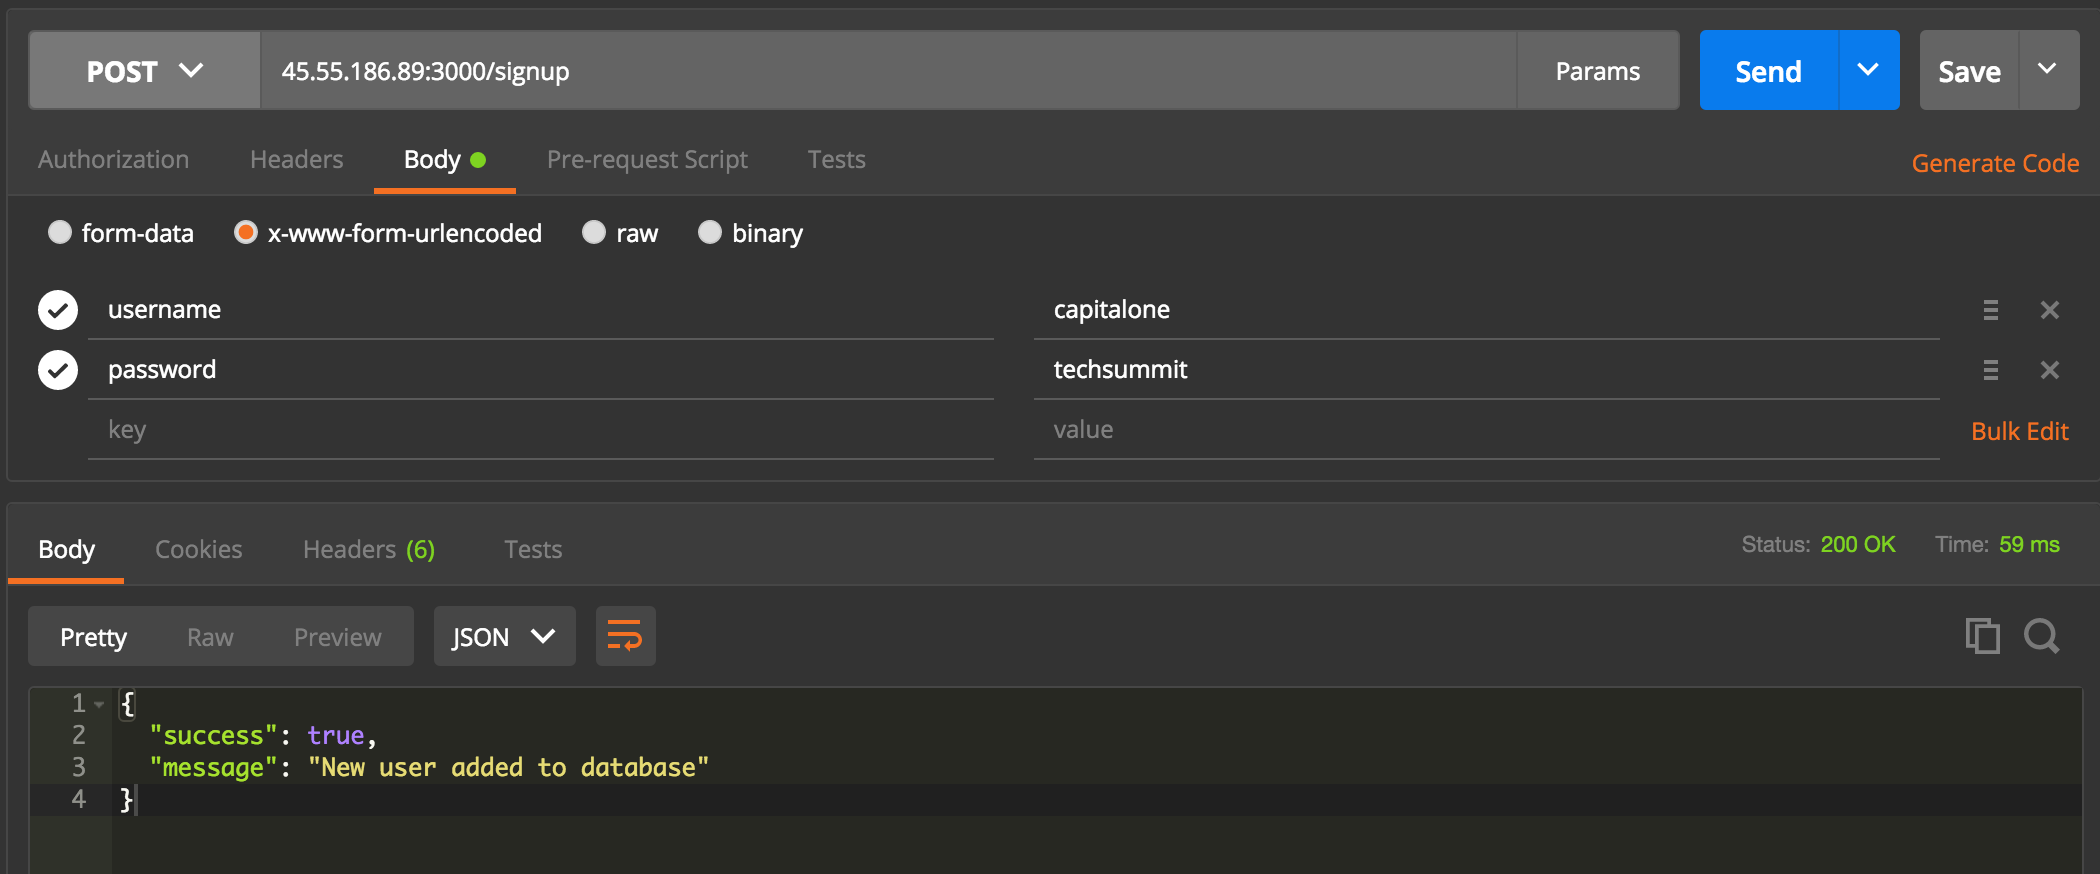 POST 45.55.186.89:3000/signup Params Send Save
Authorization Headers Body Pre-request Script Tests Generate Code
form-data x-www-form-urlencoded raw binary
username capitalone
password techsummit
key value Bulk Edit
Body Cookies Headers (6) Tests Status: 200 OK Time: 59 ms
Pretty Raw Preview JSON
1 {
2 "success": true,
3 "message": "New user added to database"
4 }